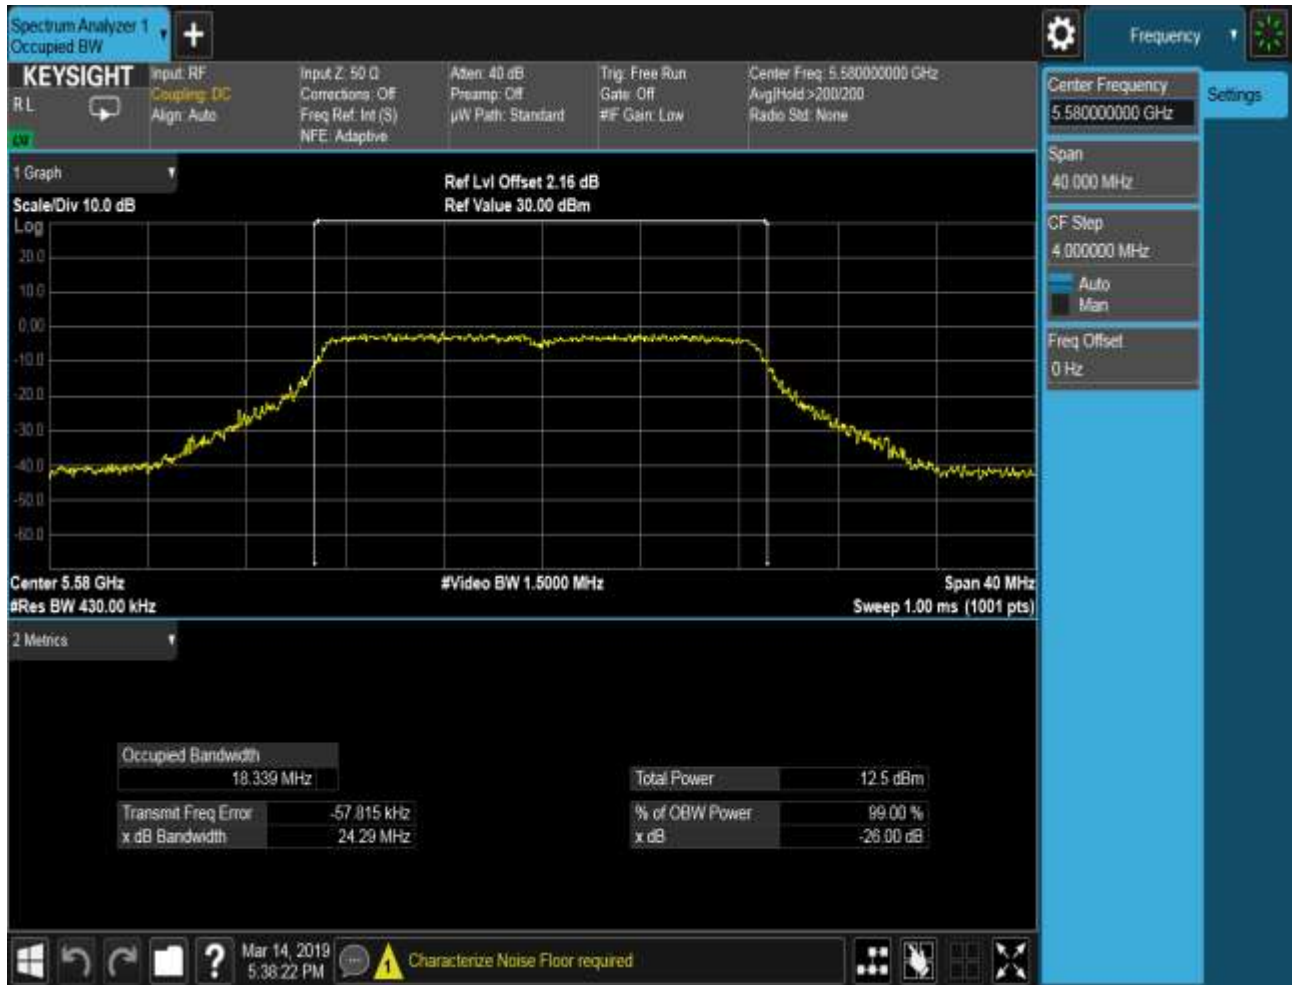 Spectrum Analyzer 1
Occupied BW
Frequency
KEYSIGHT
R L
Input: RF
Coupling: DC
Align: Auto
Input Z: 50 Ω
Corrections: Off
Freq Ref: Int (S)
NFE: Adaptive
Atten: 40 dB
Preamp: Off
µW Path: Standard
Trig: Free Run
Gate: Off
#IF Gain: Low
Center Freq: 5.580000000 GHz
Avg|Hold:>200/200
Radio Std: None
Center Frequency
5.580000000 GHz
Settings
Span
40.000 MHz
CF Step
4.000000 MHz
Auto
Man
Freq Offset
0 Hz
1 Graph
Scale/Div 10.0 dB
Ref Lvl Offset 2.16 dB
Ref Value 30.00 dBm
Log
20.0
10.0
0.00
-10.0
-20.0
-30.0
-40.0
-50.0
-60.0
Center 5.58 GHz
#Video BW 1.5000 MHz
Span 40 MHz
#Res BW 430.00 kHz
Sweep 1.00 ms (1001 pts)
2 Metrics
Occupied Bandwidth
18.339 MHz
Total Power 12.5 dBm
Transmit Freq Error -57.815 kHz
% of OBW Power 99.00 %
x dB Bandwidth 24.29 MHz
x dB -26.00 dB
?
Mar 14, 2019
5:38:22 PM
1
Characterize Noise Floor required